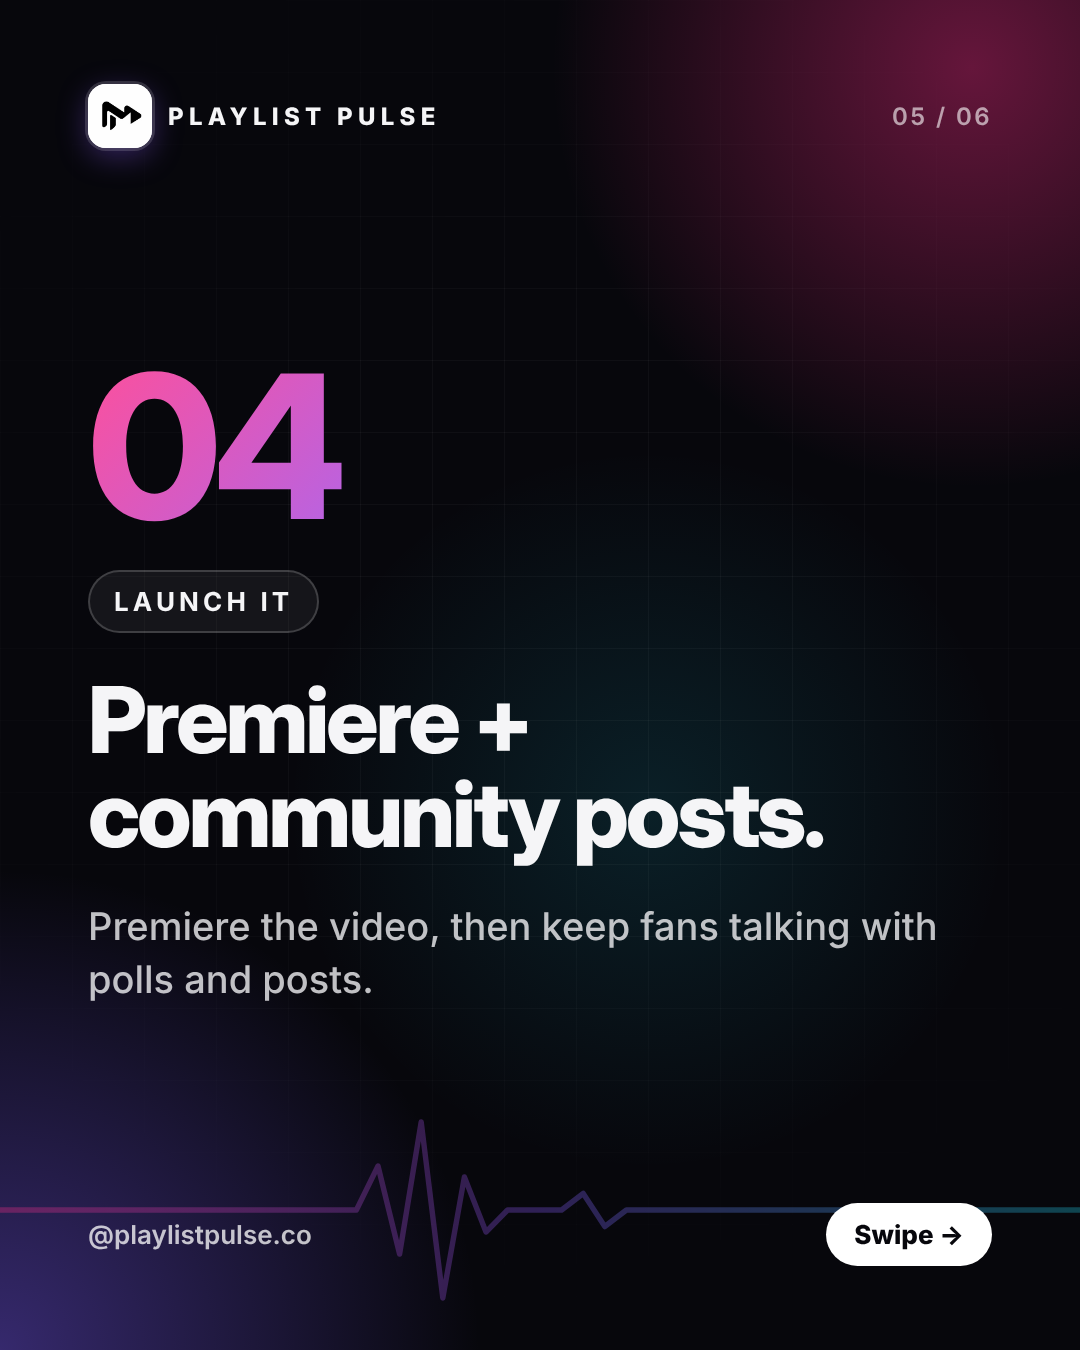 PLAYLIST PULSE
05 / 06
04
LAUNCH IT
Premiere +
community posts.
Premiere the video, then keep fans talking with
polls and posts.
@playlistpulse.co
Swipe →